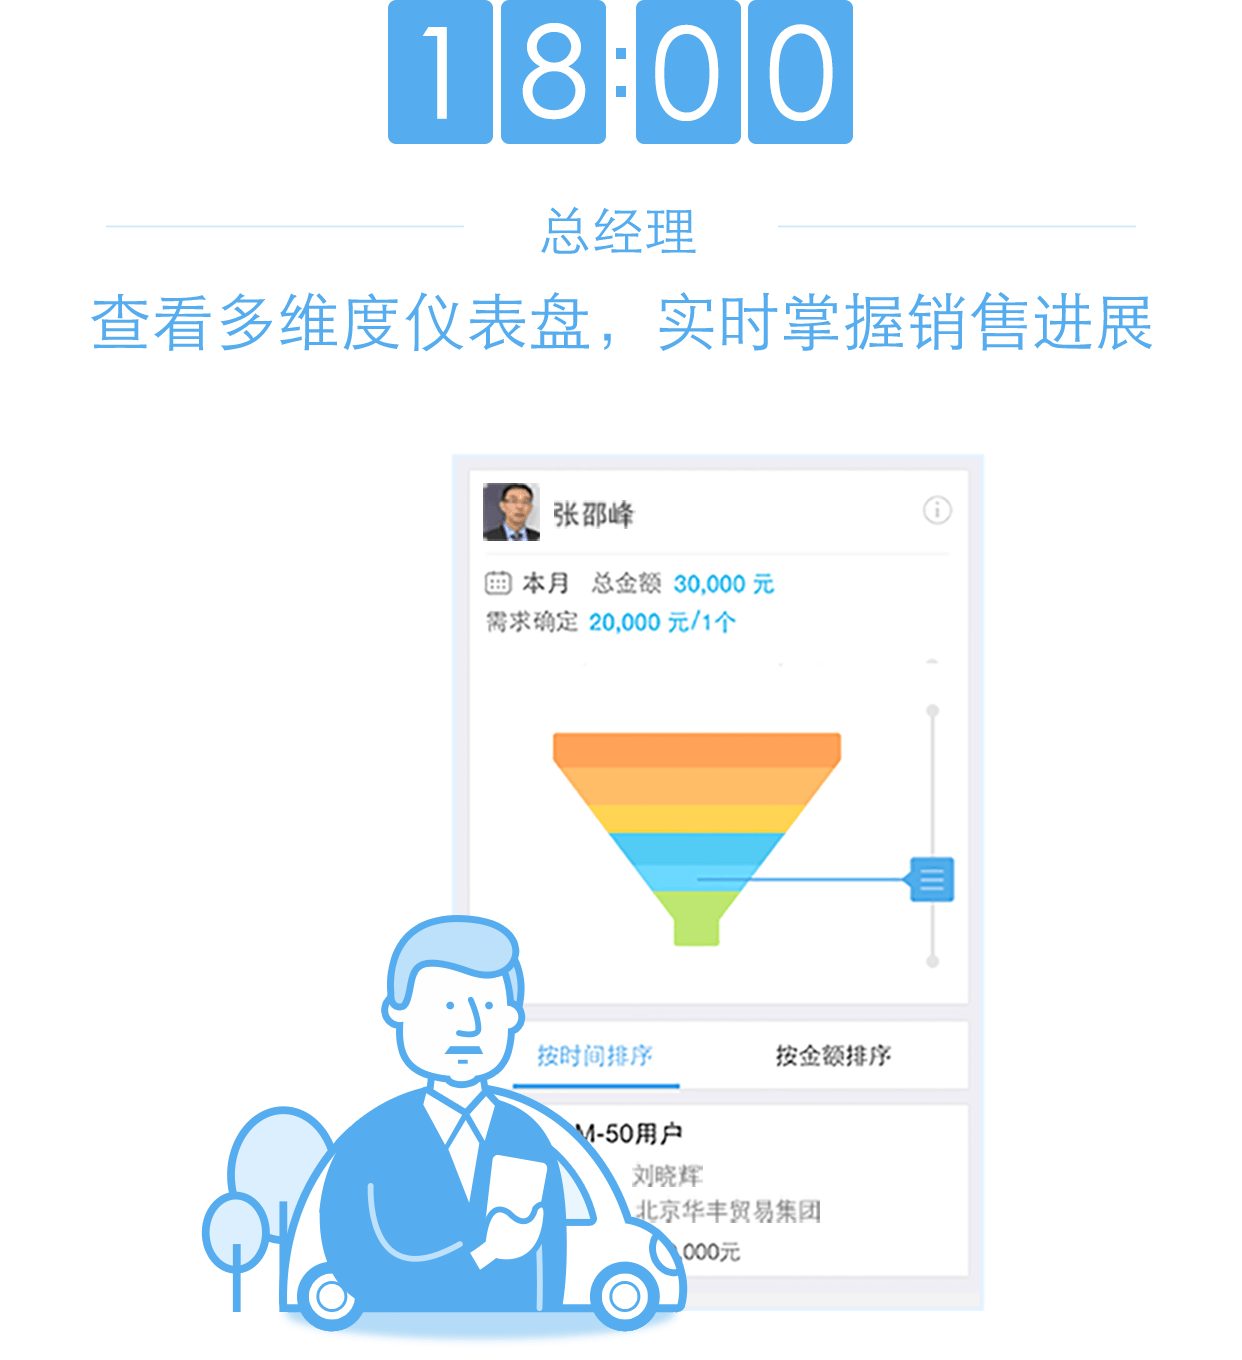 18:00
总经理
查看多维度仪表盘，实时掌握销售进展
张邵峰
本月 总金额 30,000 元
需求确定 20,000 元/1个
按时间排序 按金额排序
M-50用户
刘晓辉
北京华丰贸易集团
,000元